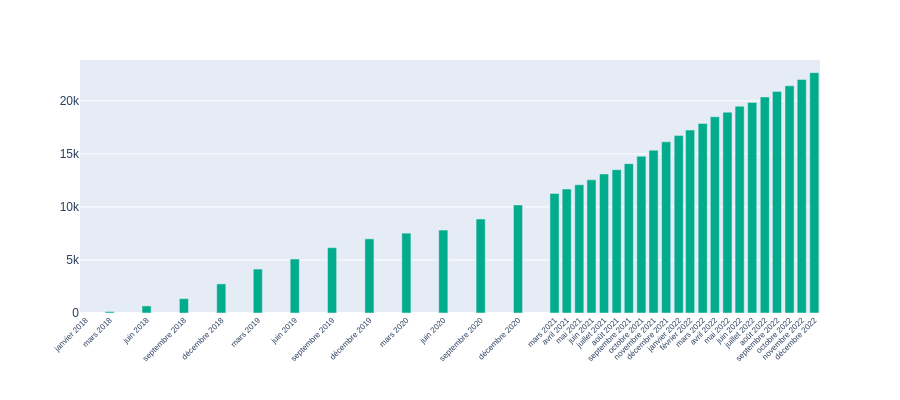 20k
15k
10k
5k
0
janvier 2018
mars 2018
juin 2018
septembre 2018
décembre 2018
mars 2019
juin 2019
septembre 2019
décembre 2019
mars 2020
juin 2020
septembre 2020
décembre 2020
mars 2021
avril 2021
mai 2021
juin 2021
juillet 2021
août 2021
septembre 2021
octobre 2021
novembre 2021
décembre 2021
janvier 2022
février 2022
mars 2022
avril 2022
mai 2022
juin 2022
juillet 2022
août 2022
septembre 2022
octobre 2022
novembre 2022
décembre 2022